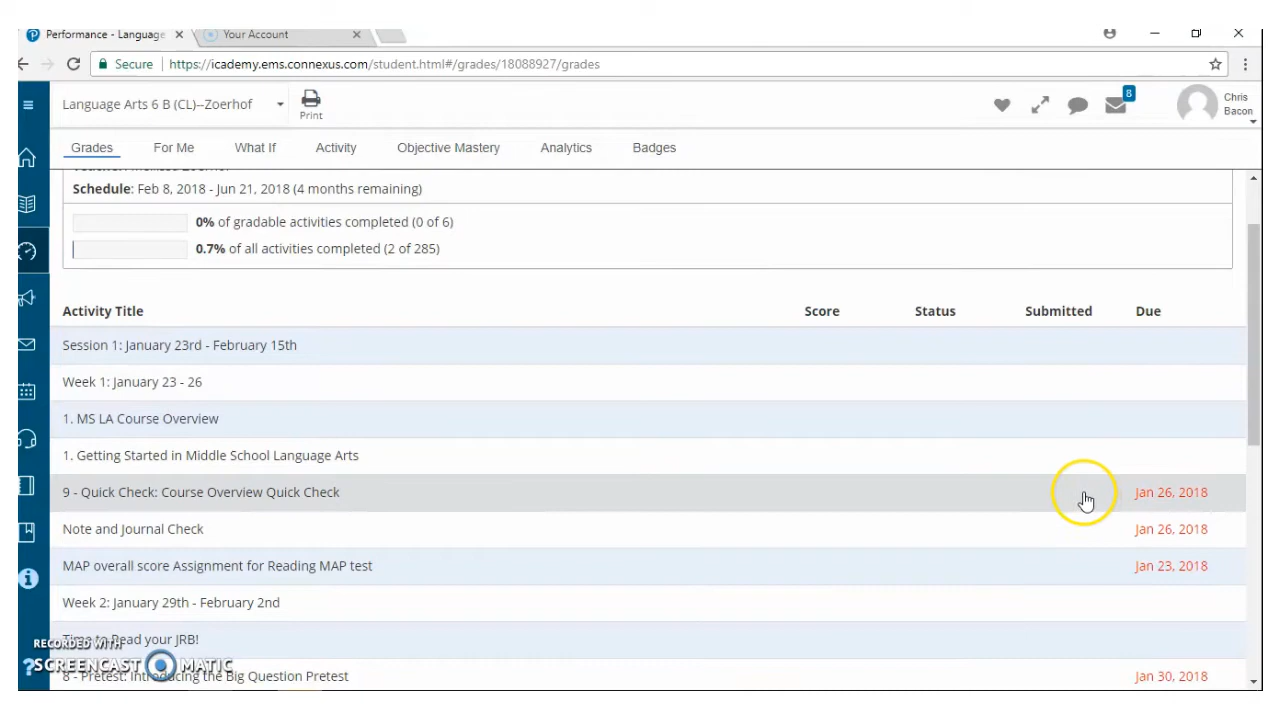 Performance - Language
Your Account
Secure | https://icademy.ems.connexus.com/student.html#/grades/18088927/grades
Language Arts 6 B (CL)--Zoerhof
Print
8
Chris
Bacon
Grades For Me What If Activity Objective Mastery Analytics Badges
Schedule: Feb 8, 2018 - Jun 21, 2018 (4 months remaining)
0% of gradable activities completed (0 of 6)
0.7% of all activities completed (2 of 285)
Activity Title Score Status Submitted Due
Session 1: January 23rd - February 15th
Week 1: January 23 - 26
1. MS LA Course Overview
1. Getting Started in Middle School Language Arts
9 - Quick Check: Course Overview Quick Check Jan 26, 2018
Note and Journal Check Jan 26, 2018
MAP overall score Assignment for Reading MAP test Jan 23, 2018
Week 2: January 29th - February 2nd
Time to Read your JRB!
RECORDED WITH
SCREENCAST MATIC
8 - Pretest: Introducing the Big Question Pretest Jan 30, 2018